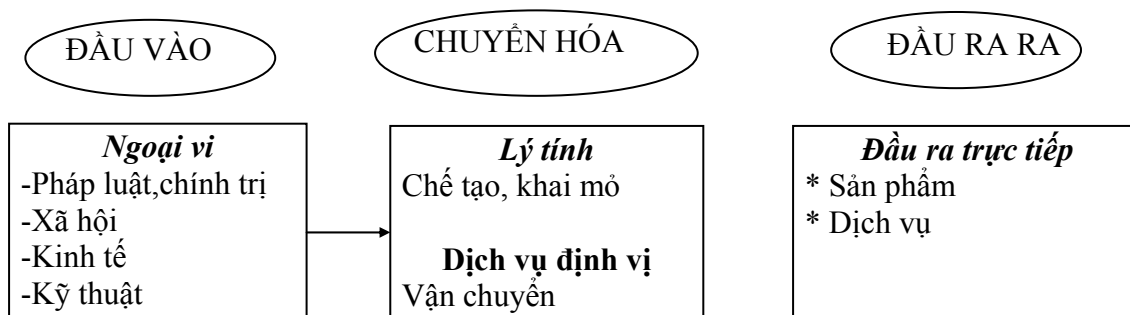 ĐẦU VÀO
CHUYỂN HÓA
ĐẦU RA RA
Ngoại vi
-Pháp luật,chính trị
-Xã hội
-Kinh tế
-Kỹ thuật
Lý tính
Chế tạo, khai mỏ
Dịch vụ định vị
Vận chuyển
Đầu ra trực tiếp
* Sản phẩm
* Dịch vụ